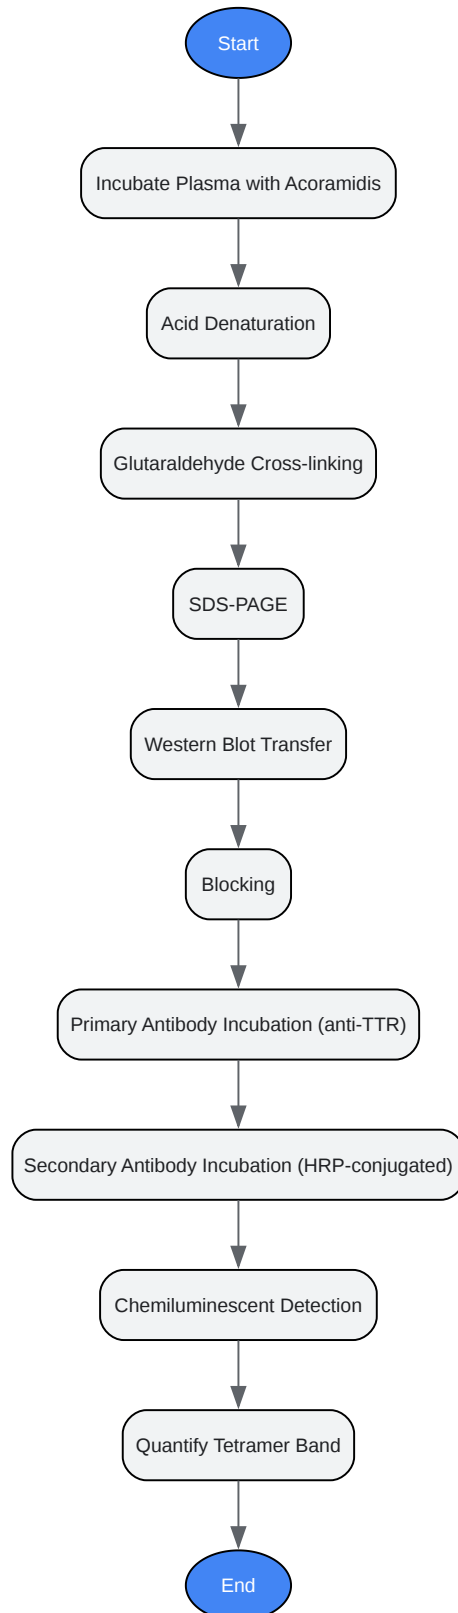 Start
Incubate Plasma with Acoramidis
Acid Denaturation
Glutaraldehyde Cross-linking
SDS-PAGE
Western Blot Transfer
Blocking
Primary Antibody Incubation (anti-TTR)
Secondary Antibody Incubation (HRP-conjugated)
Chemiluminescent Detection
Quantify Tetramer Band
End